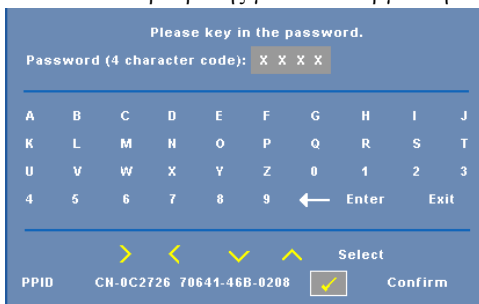 Please key in the password.
Password (4 character code): X X X X
A B C D E F G H I J
K L M N O P Q R S T
U V W X Y Z 0 1 2 3
4 5 6 7 8 9 Enter Exit
Select
PPID CN-0C2726 70641-46B-0208 Confirm